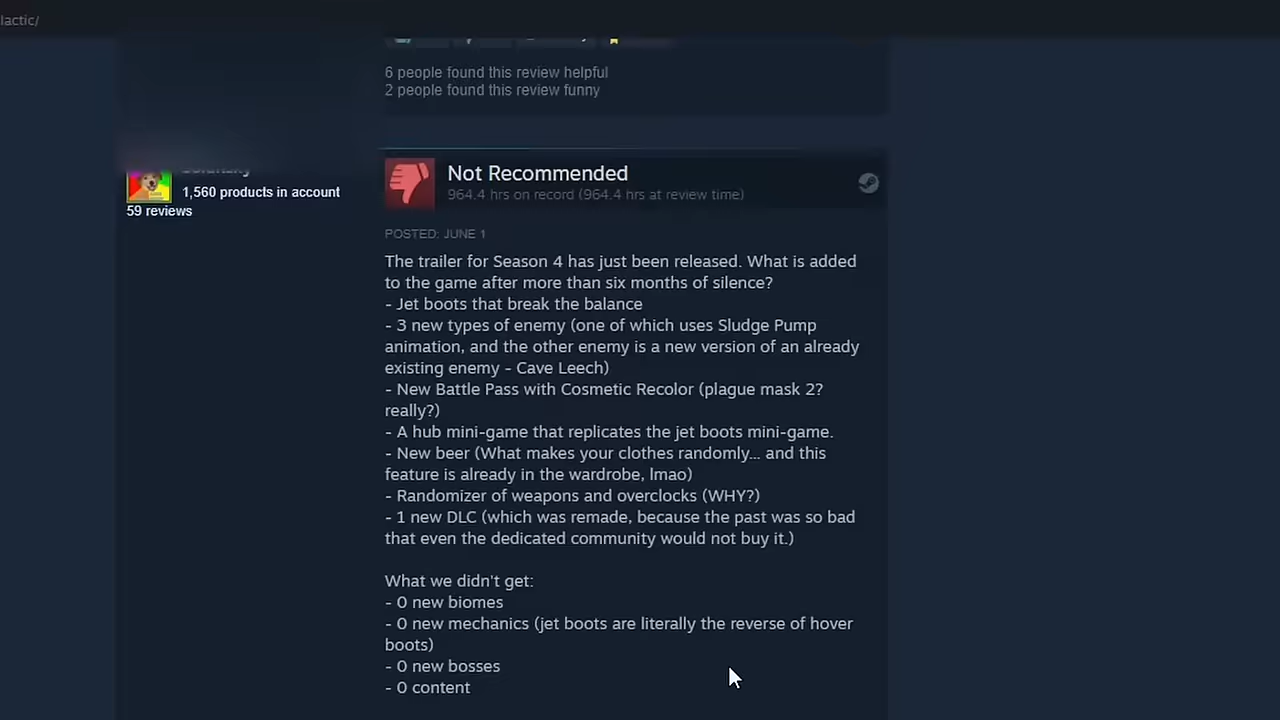 lactic/
6 people found this review helpful
2 people found this review funny
Not Recommended
964.4 hrs on record (964.4 hrs at review time)
1,560 products in account
59 reviews
POSTED: JUNE 1
The trailer for Season 4 has just been released. What is added
to the game after more than six months of silence?
- Jet boots that break the balance
- 3 new types of enemy (one of which uses Sludge Pump
animation, and the other enemy is a new version of an already
existing enemy - Cave Leech)
- New Battle Pass with Cosmetic Recolor (plague mask 2?
really?)
- A hub mini-game that replicates the jet boots mini-game.
- New beer (What makes your clothes randomly... and this
feature is already in the wardrobe, lmao)
- Randomizer of weapons and overclocks (WHY?)
- 1 new DLC (which was remade, because the past was so bad
that even the dedicated community would not buy it.)
What we didn't get:
- 0 new biomes
- 0 new mechanics (jet boots are literally the reverse of hover
boots)
- 0 new bosses
- 0 content